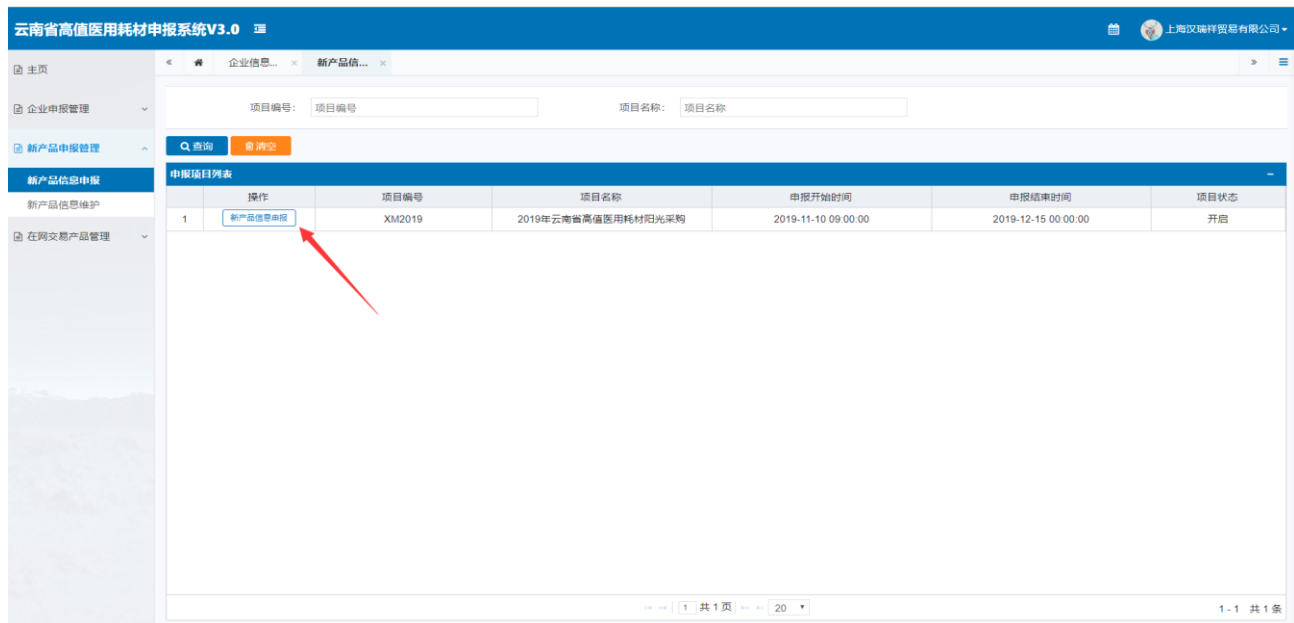 云南省高值医用耗材申报系统V3.0
上海汉瑞祥贸易有限公司
主页
企业信息... ×
新产品信... ×
企业申报管理
项目编号： 项目编号
项目名称： 项目名称
新产品申报管理
查询 清空
新产品信息申报
申报项目列表
新产品信息维护
操作 项目编号 项目名称 申报开始时间 申报结束时间 项目状态
1 新产品信息申报 XM2019 2019年云南省高值医用耗材阳光采购 2019-11-10 09:00:00 2019-12-15 00:00:00 开启
在网交易产品管理
1 共 1 页 20
1 - 1 共 1 条